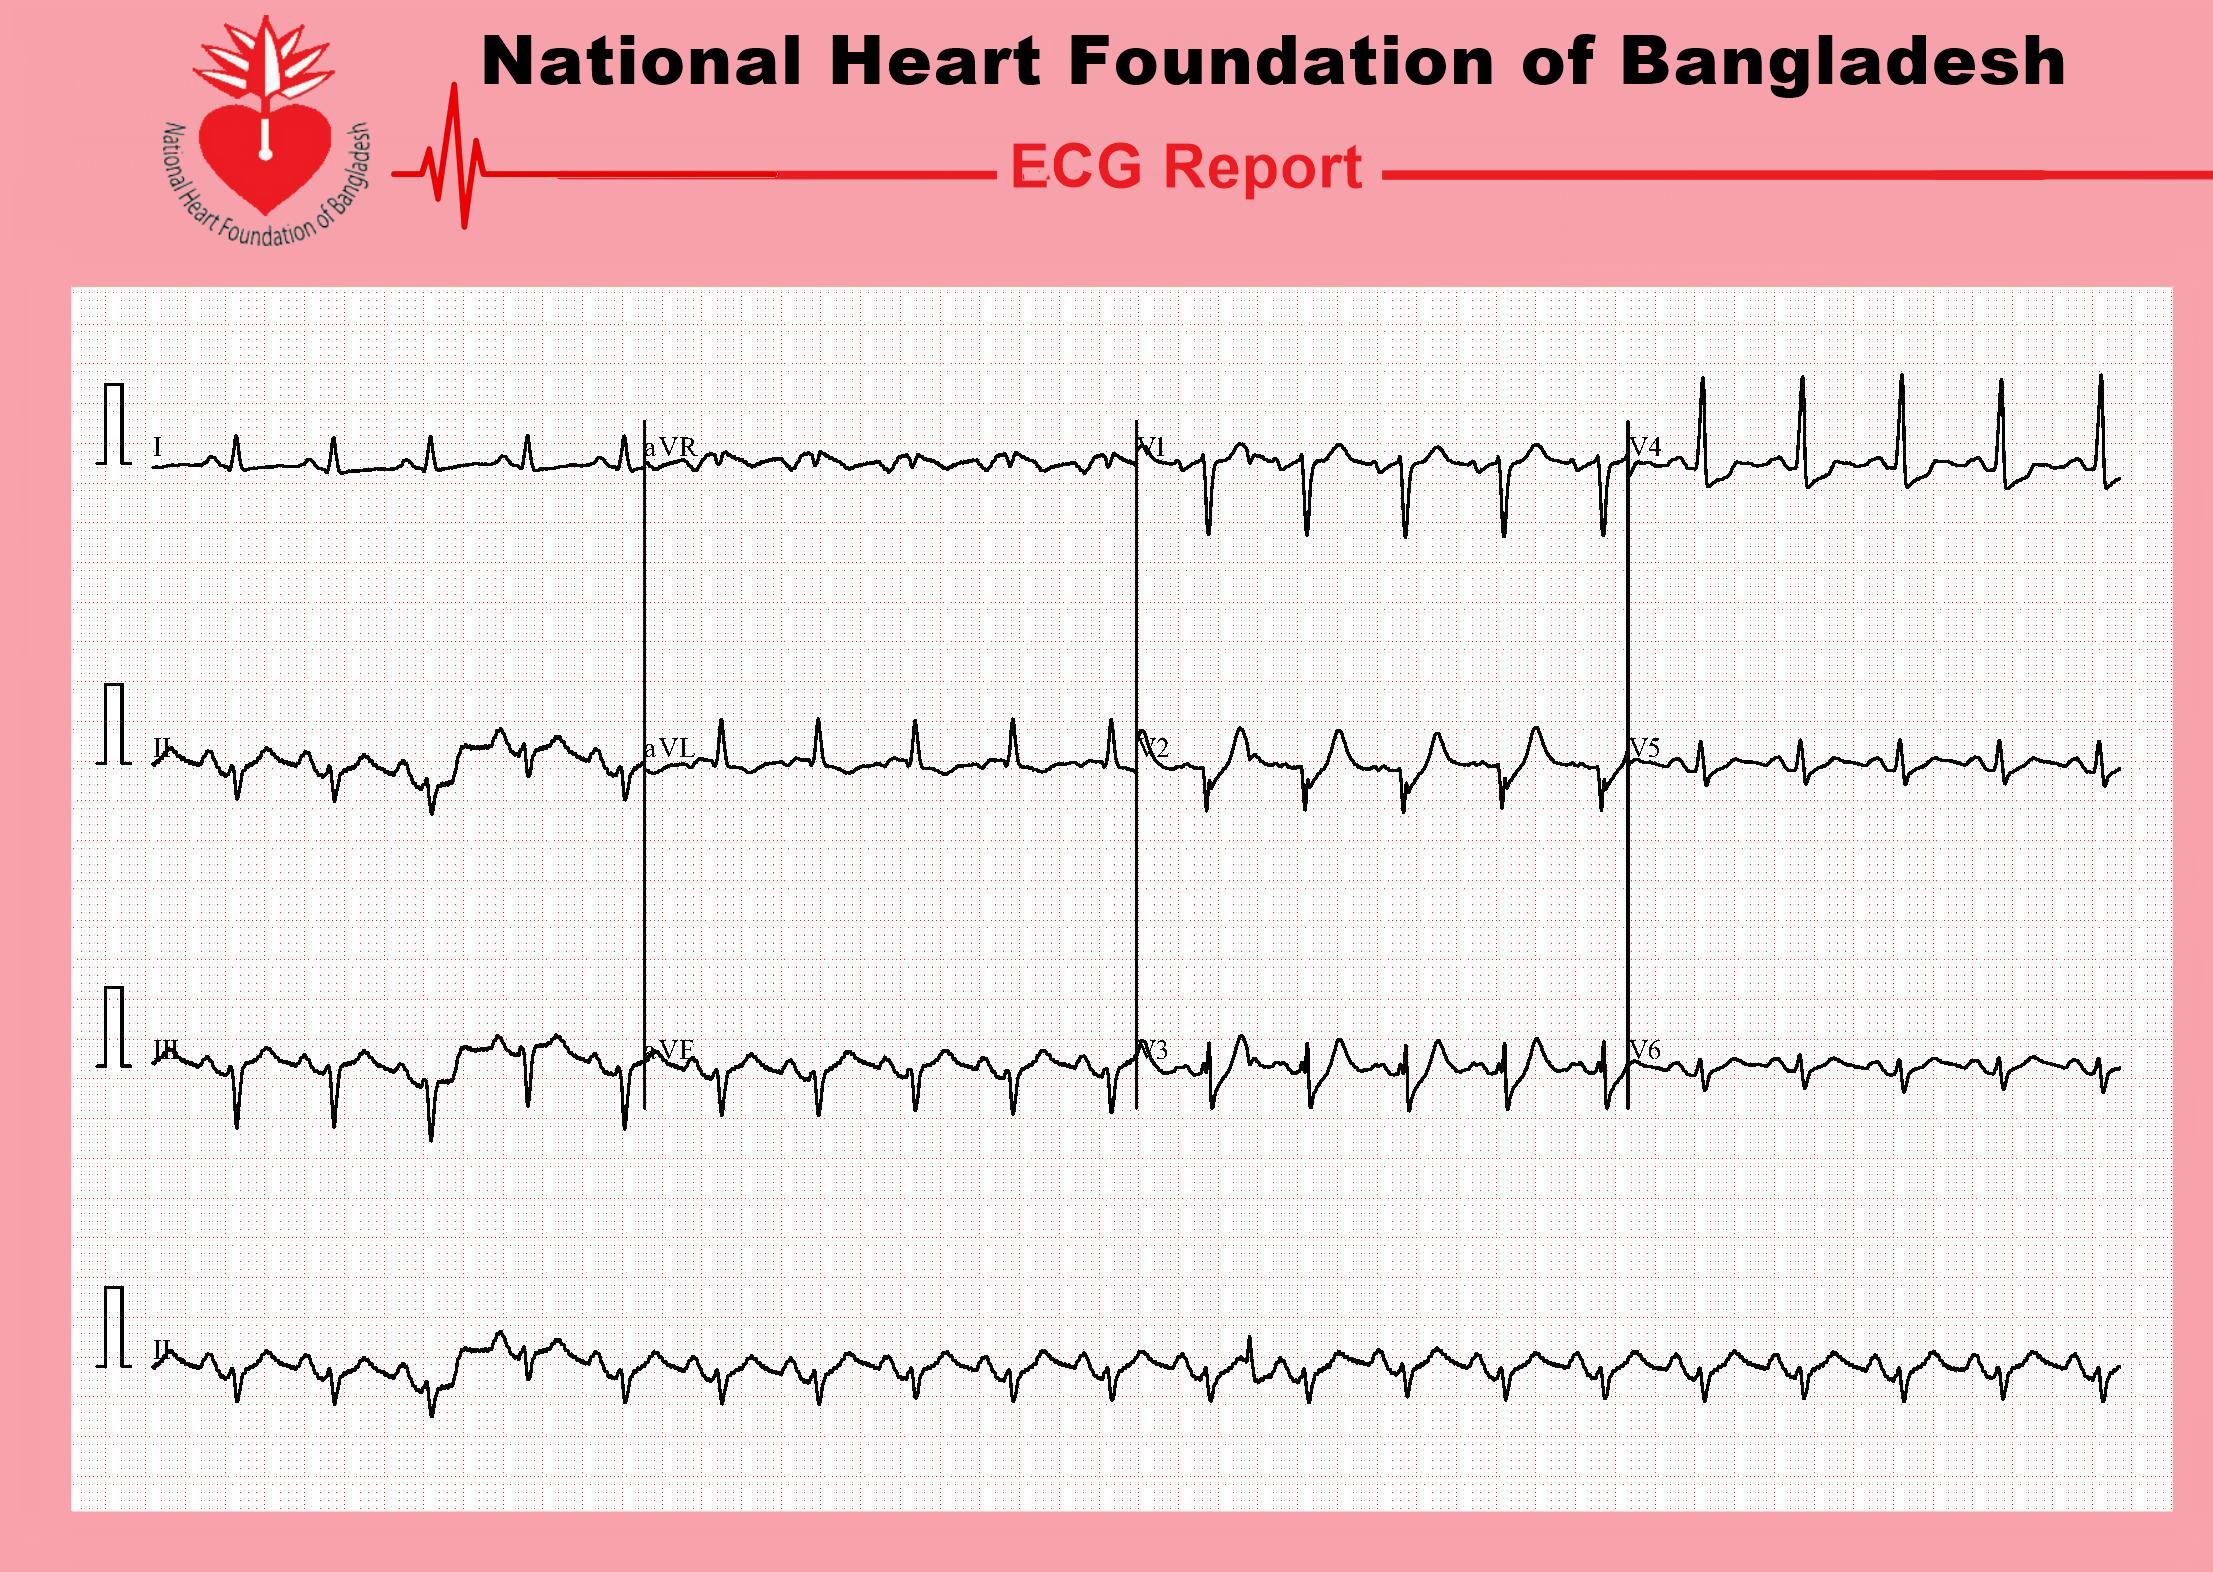 National Heart Foundation of Bangladesh
National Heart Foundation of Bangladesh
ECG Report
I
aVR
V1
V4
II
aVL
V2
V5
III
aVF
V3
V6
II